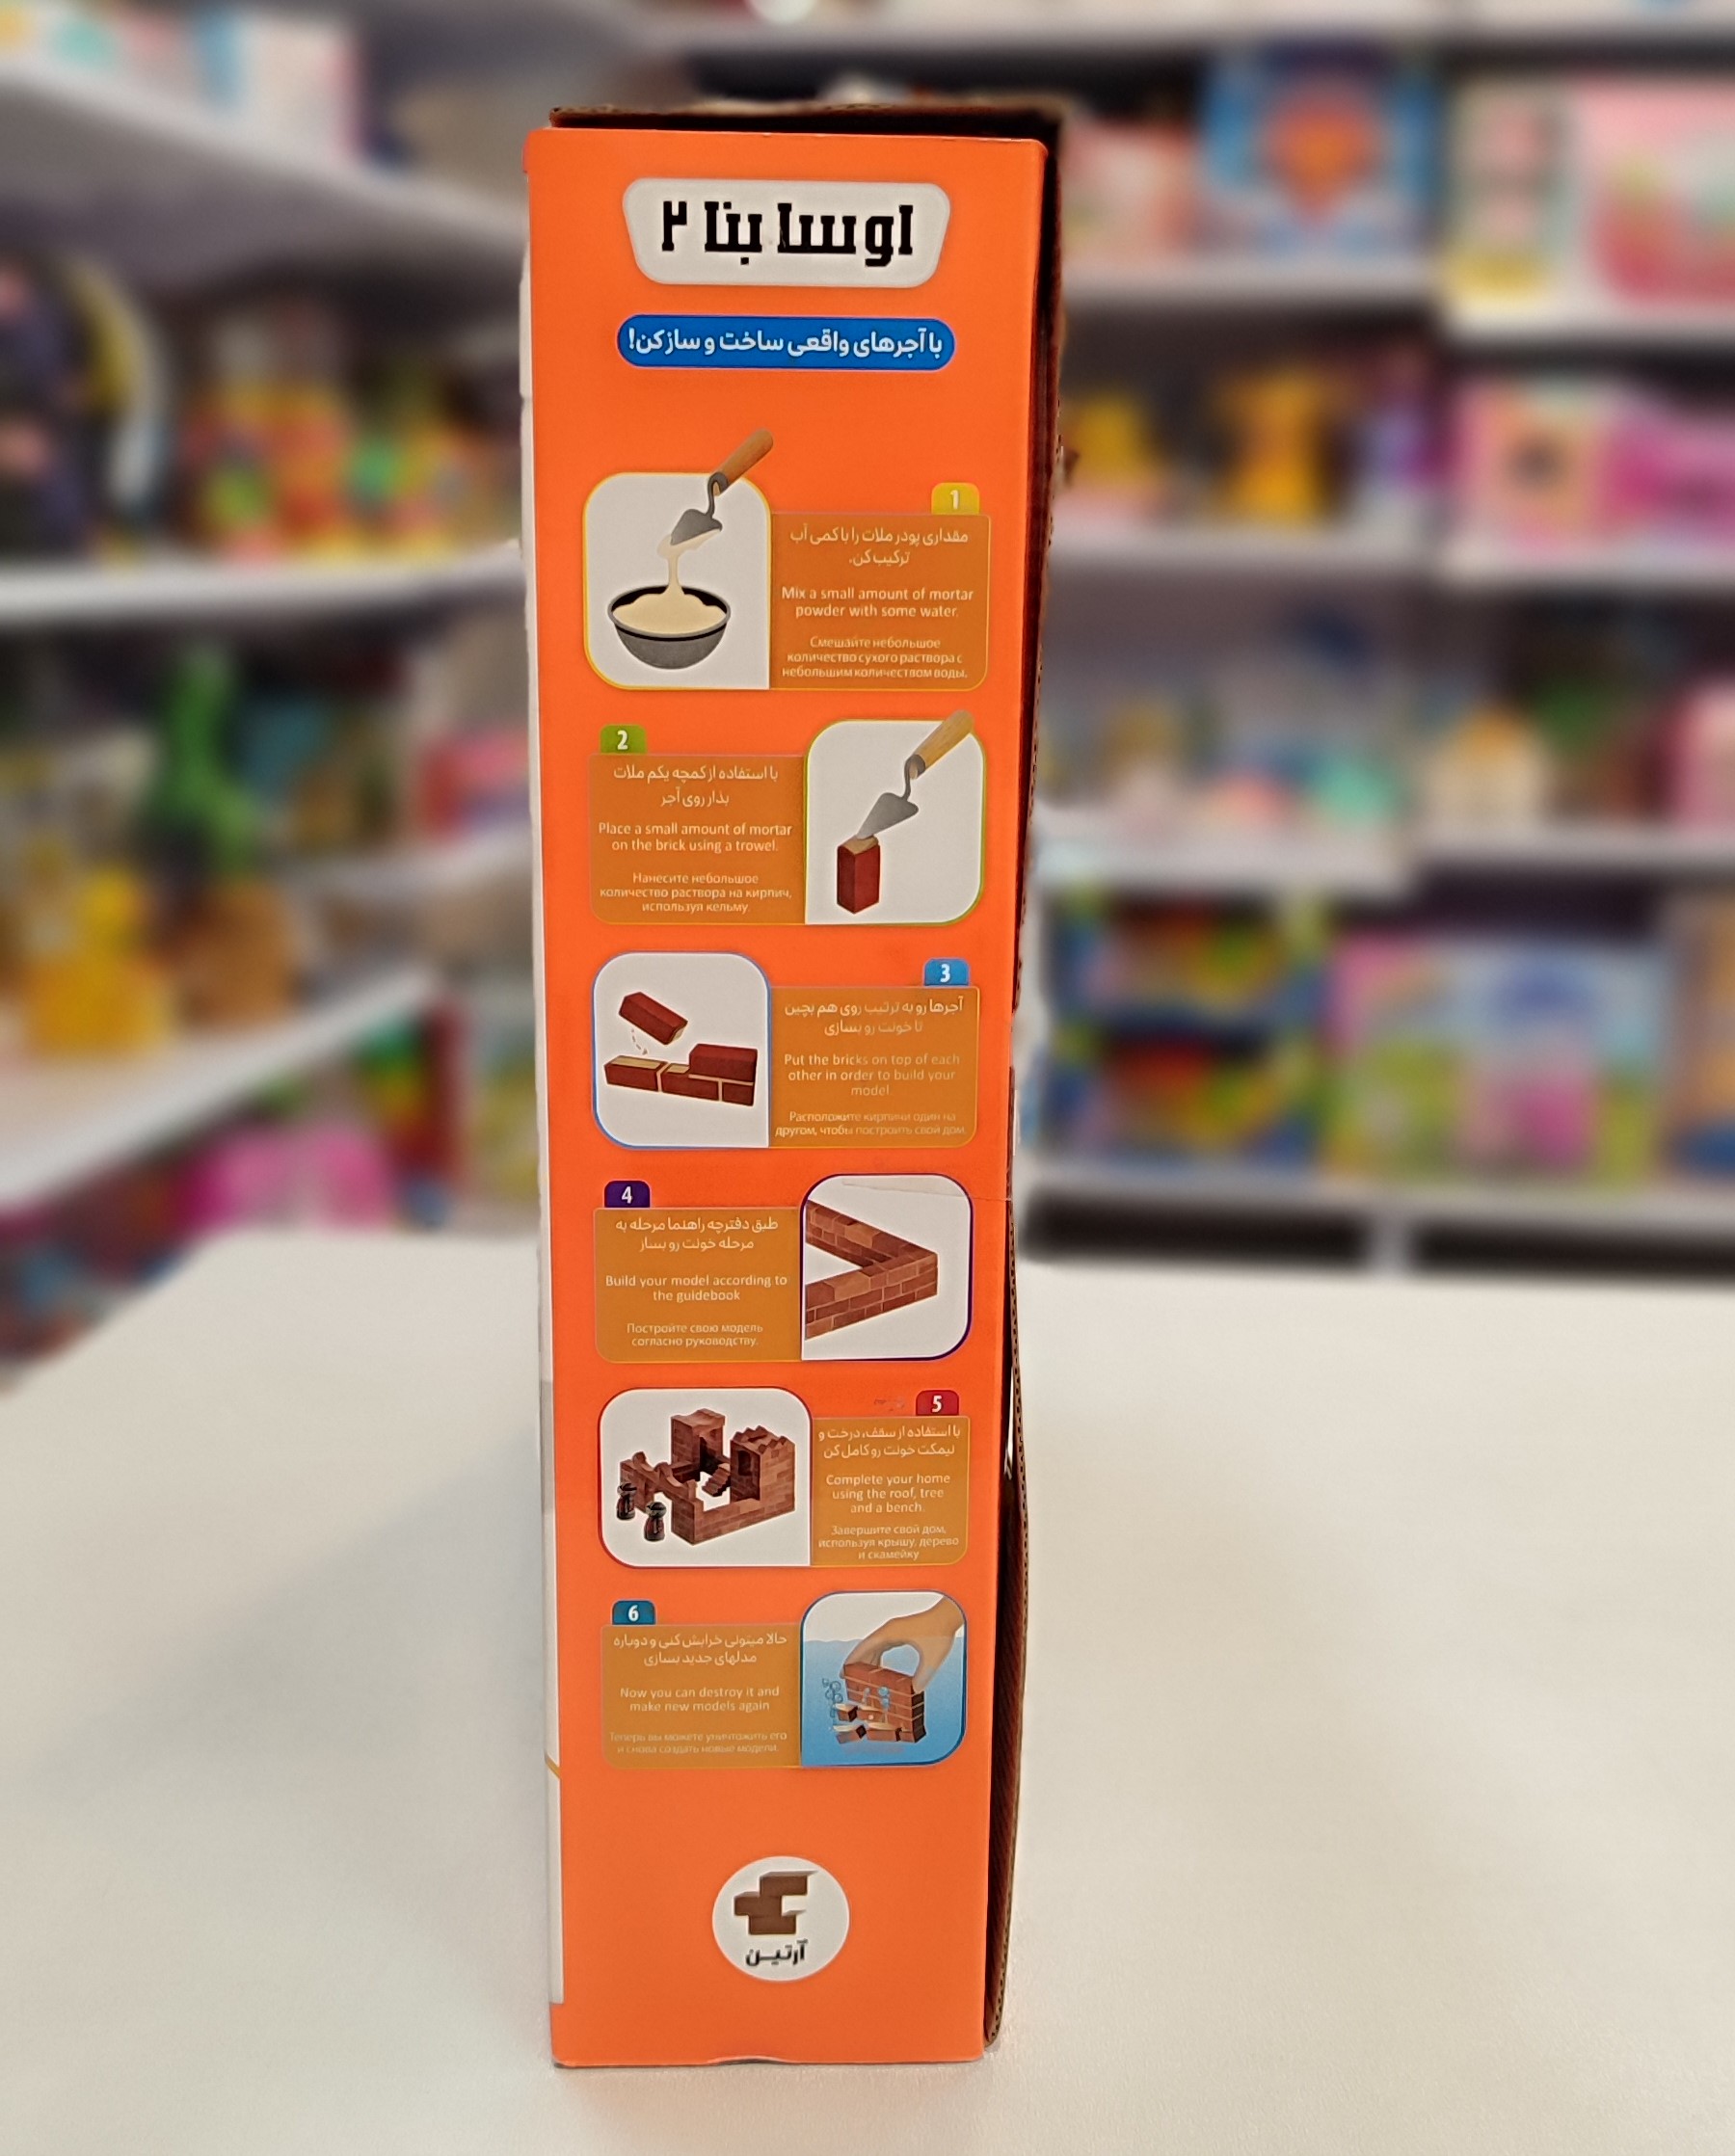 اوسا بنا ۲
با آجرهای واقعی ساخت و ساز کن!
1
مقداری پودر ملات را با کمی آب
ترکیب کن.
Mix a small amount of mortar
powder with some water.
Смешайте небольшое
количество сухого раствора с
небольшим количеством воды.
2
با استفاده از کمچه یکم ملات
بذار روی آجر
Place a small amount of mortar
on the brick using a trowel.
Нанесите небольшое
количество раствора на кирпич,
используя кельму.
3
آجرها رو به ترتیب روی هم بچین
تا خونت رو بسازی
Put the bricks on top of each
other in order to build your
model.
Расположите кирпичи один на
другом, чтобы построить свой дом.
4
طبق دفترچه راهنما مرحله به
مرحله خونت رو بساز
Build your model according to
the guidebook
Постройте свою модель
согласно руководству.
5
با استفاده از سقف، درخت و
نیمکت خونت رو کامل کن
Complete your home
using the roof, tree
and a bench.
Завершите свой дом,
используя крышу, дерево
и скамейку
6
حالا میتونی خرابش کنی و دوباره
مدلهای جدید بسازی
Now you can destroy it and
make new models again
Теперь вы можете уничтожить его
и снова создать новые модели.
آرتین